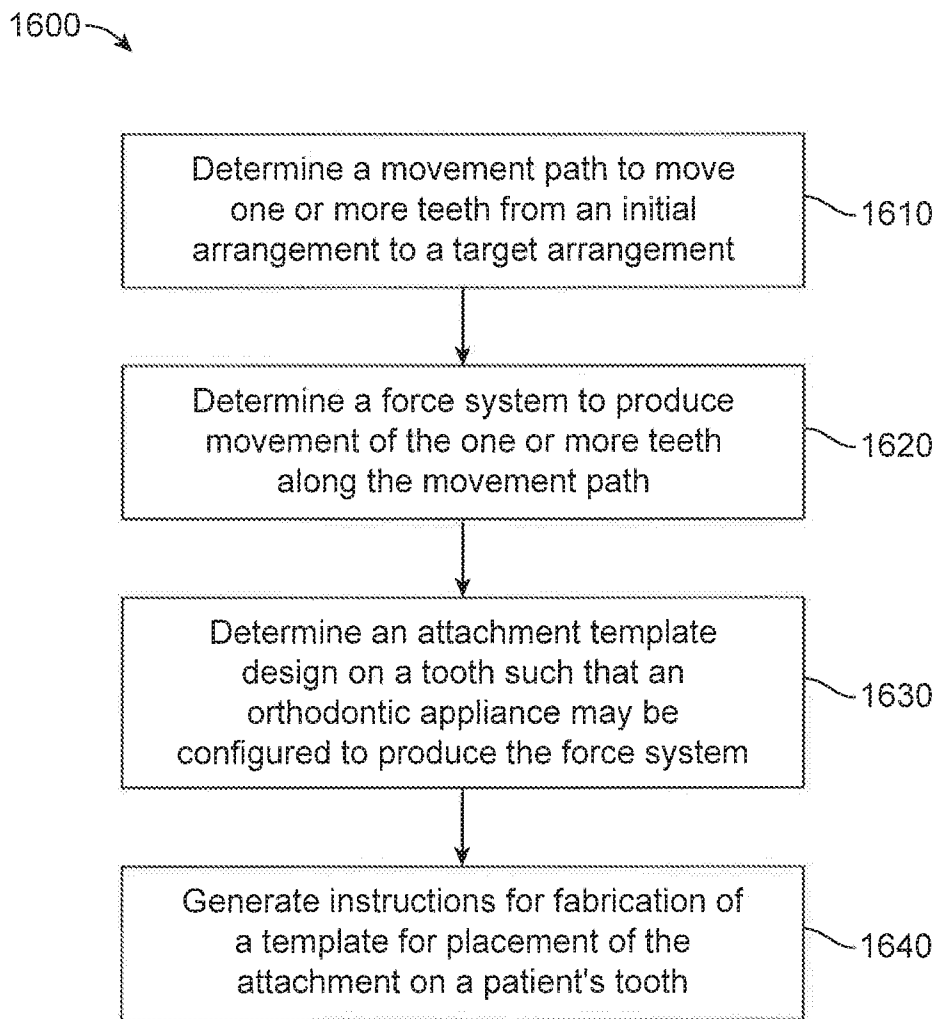 1600
Determine a movement path to move
one or more teeth from an initial
arrangement to a target arrangement
1610
Determine a force system to produce
movement of the one or more teeth
along the movement path
1620
Determine an attachment template
design on a tooth such that an
orthodontic appliance may be
configured to produce the force system
1630
Generate instructions for fabrication of
a template for placement of the
attachment on a patient's tooth
1640